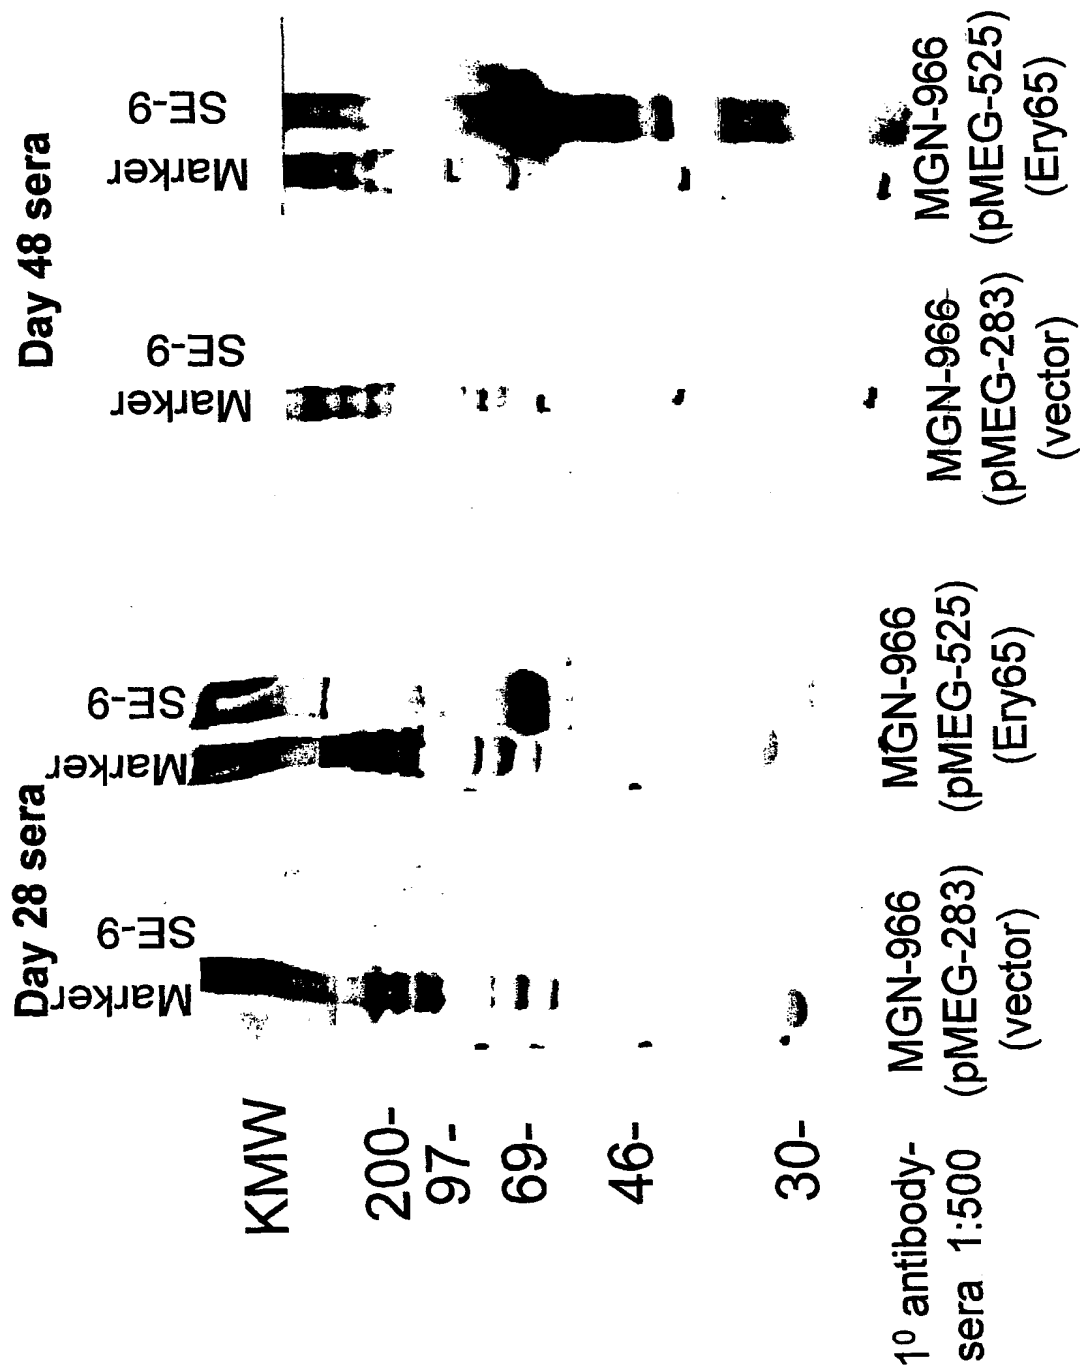 Day 28 sera
Day 48 sera
Marker
SE-9
Marker
SE-9
Marker
SE-9
Marker
SE-9
KMW
200-
97-
69-
46-
30-
1⁰ antibody-
sera 1:500
MGN-966
(pMEG-283)
(vector)
MGN-966
(pMEG-525)
(Ery65)
MGN-966
(pMEG-283)
(vector)
MGN-966
(pMEG-525)
(Ery65)